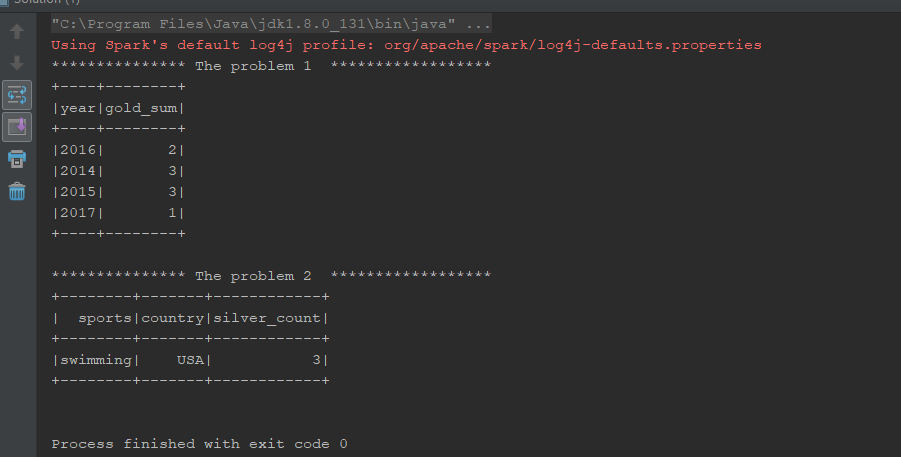 Solution (1)
"C:\Program Files\Java\jdk1.8.0_131\bin\java" ...
Using Spark's default log4j profile: org/apache/spark/log4j-defaults.properties
*************** The problem 1  ******************
+----+--------+
|year|gold_sum|
+----+--------+
|2016|       2|
|2014|       3|
|2015|       3|
|2017|       1|
+----+--------+
*************** The problem 2  ******************
+--------+-------+------------+
|  sports|country|silver_count|
+--------+-------+------------+
|swimming|    USA|           3|
+--------+-------+------------+
Process finished with exit code 0